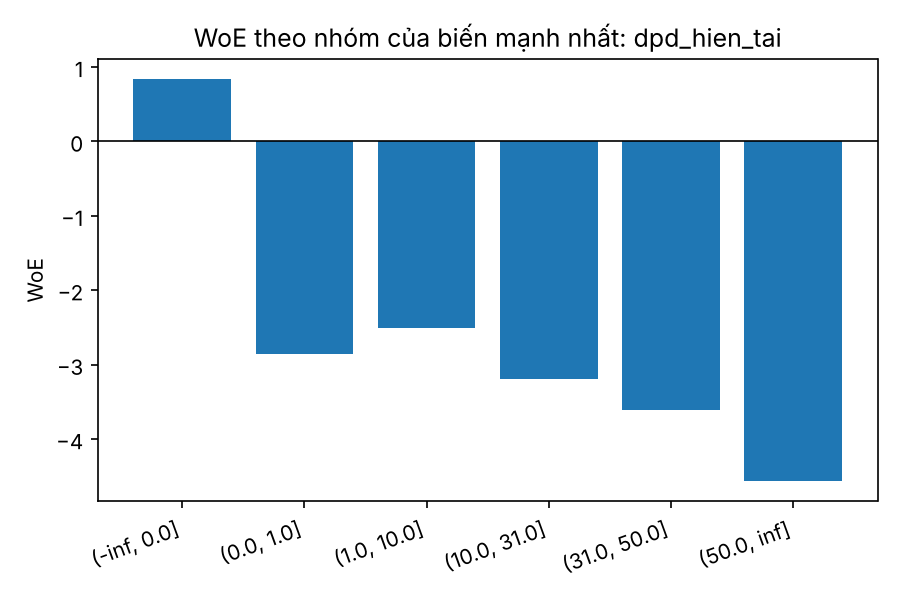 WoE theo nhóm của biến mạnh nhất: dpd_hien_tai
WoE
1
0
−1
−2
−3
−4
(-inf, 0.0]
(0.0, 1.0]
(1.0, 10.0]
(10.0, 31.0]
(31.0, 50.0]
(50.0, inf]